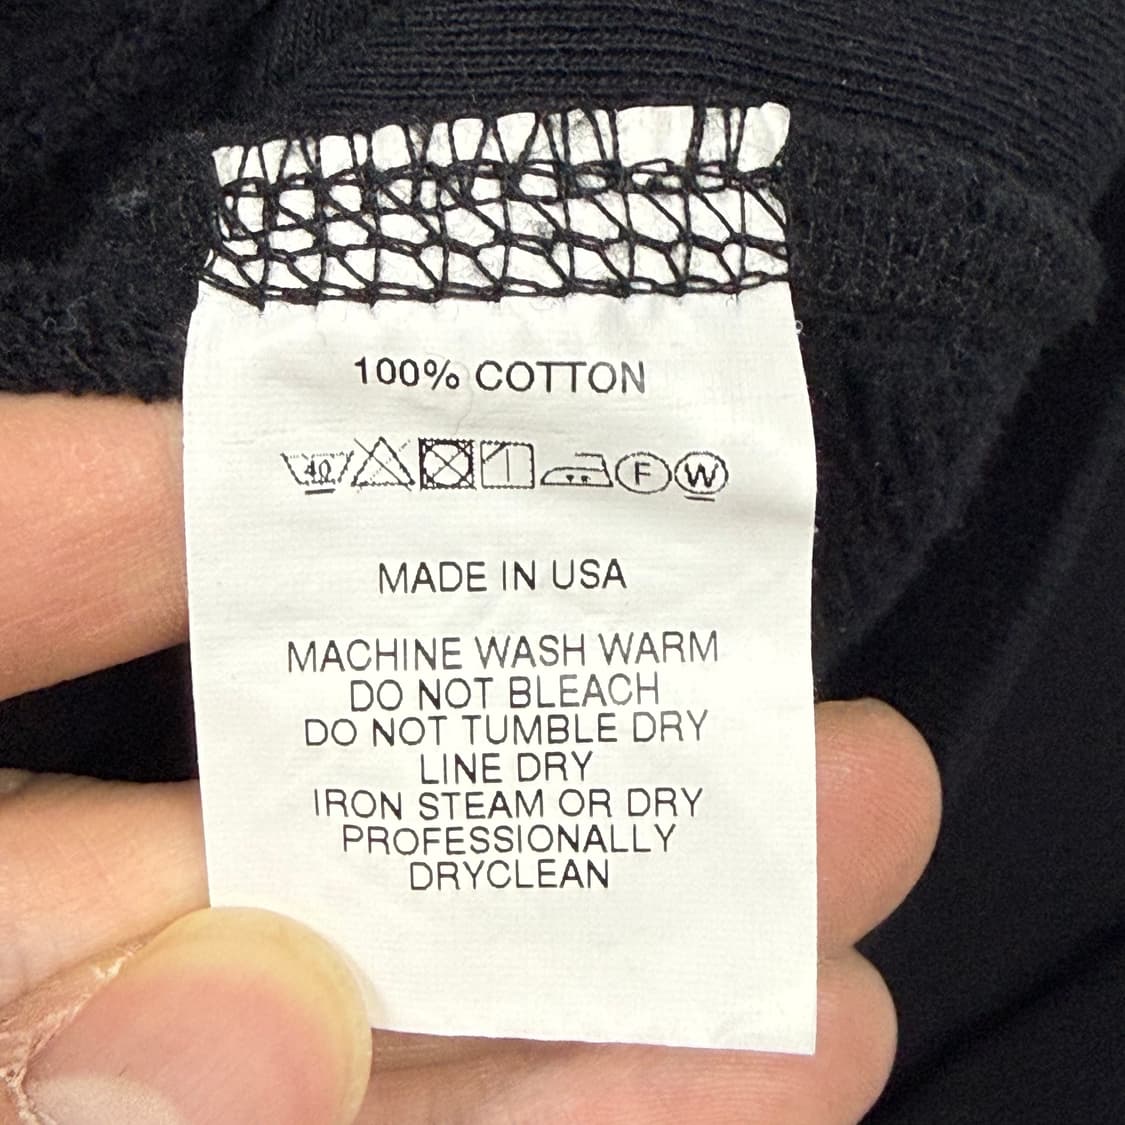 100% COTTON
40 F W
MADE IN USA
MACHINE WASH WARM
DO NOT BLEACH
DO NOT TUMBLE DRY
LINE DRY
IRON STEAM OR DRY
PROFESSIONALLY
DRYCLEAN